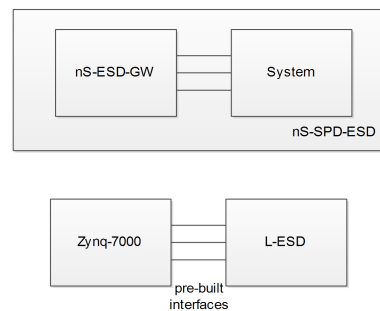 nS-ESD-GW
System
nS-SPD-ESD
Zynq-7000
L-ESD
pre-built
interfaces